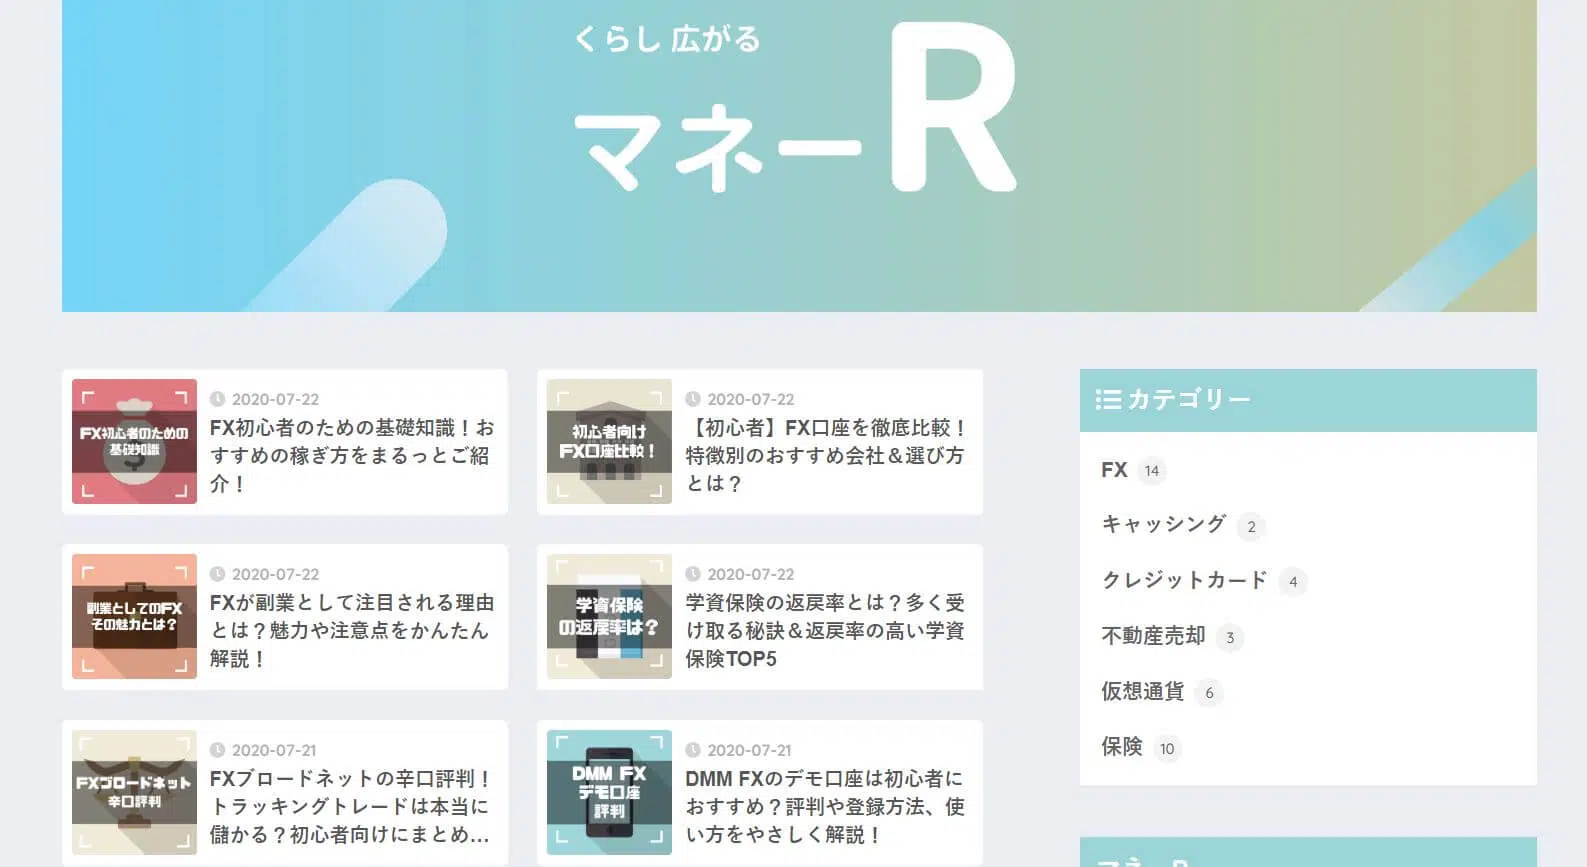 くらし 広がる
マネーR
FX初心者のための
基礎知識
2020-07-22
FX初心者のための基礎知識！お
すすめの稼ぎ方をまるっとご紹
介！
初心者向け
FX口座比較！
2020-07-22
【初心者】FX口座を徹底比較！
特徴別のおすすめ会社＆選び方
とは？
副業としてのFX
その魅力とは？
2020-07-22
FXが副業として注目される理由
とは？魅力や注意点をかんたん
解説！
学資保険
の返戻率は？
2020-07-22
学資保険の返戻率とは？多く受
け取る秘訣＆返戻率の高い学資
保険TOP5
FXブロードネット
辛口評判
2020-07-21
FXブロードネットの辛口評判！
トラッキングトレードは本当に
儲かる？初心者向けにまとめ...
DMM FX
デモ口座
評判
2020-07-21
DMM FXのデモ口座は初心者に
おすすめ？評判や登録方法、使
い方をやさしく解説！
カテゴリー
FX 14
キャッシング 2
クレジットカード 4
不動産売却 3
仮想通貨 6
保険 10
マネーR